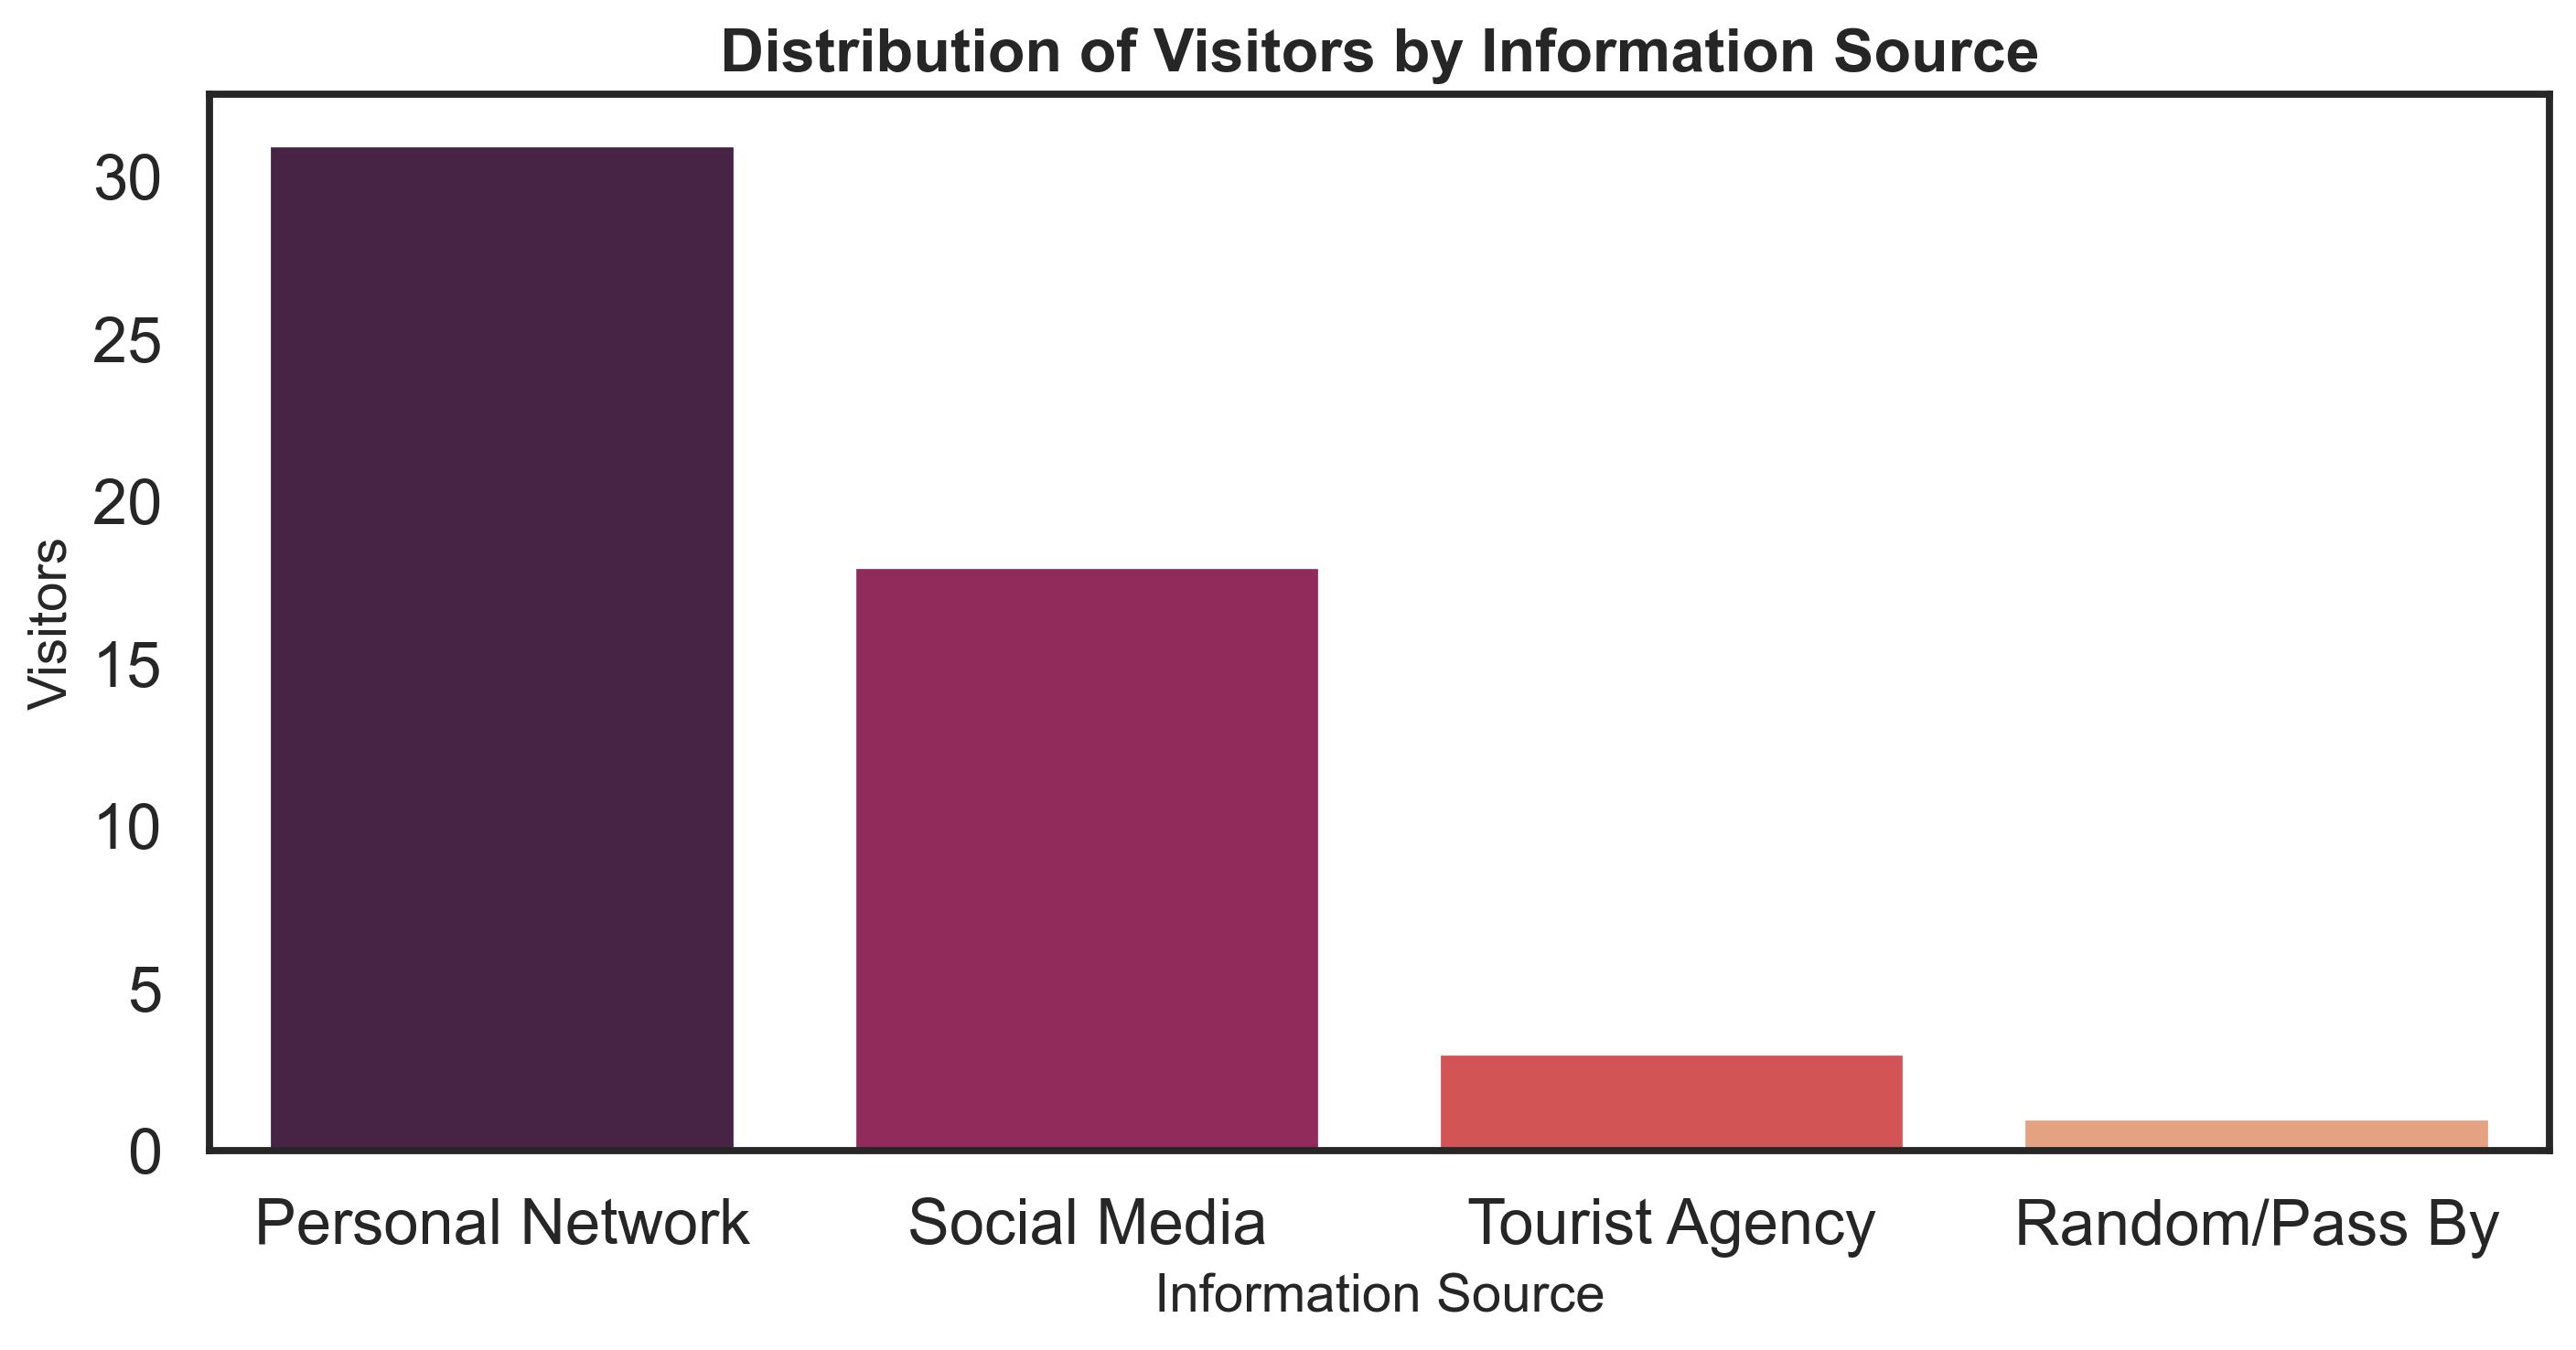 Distribution of Visitors by Information Source
30
25
20
15
10
5
0
Visitors
Personal Network
Social Media
Tourist Agency
Random/Pass By
Information Source